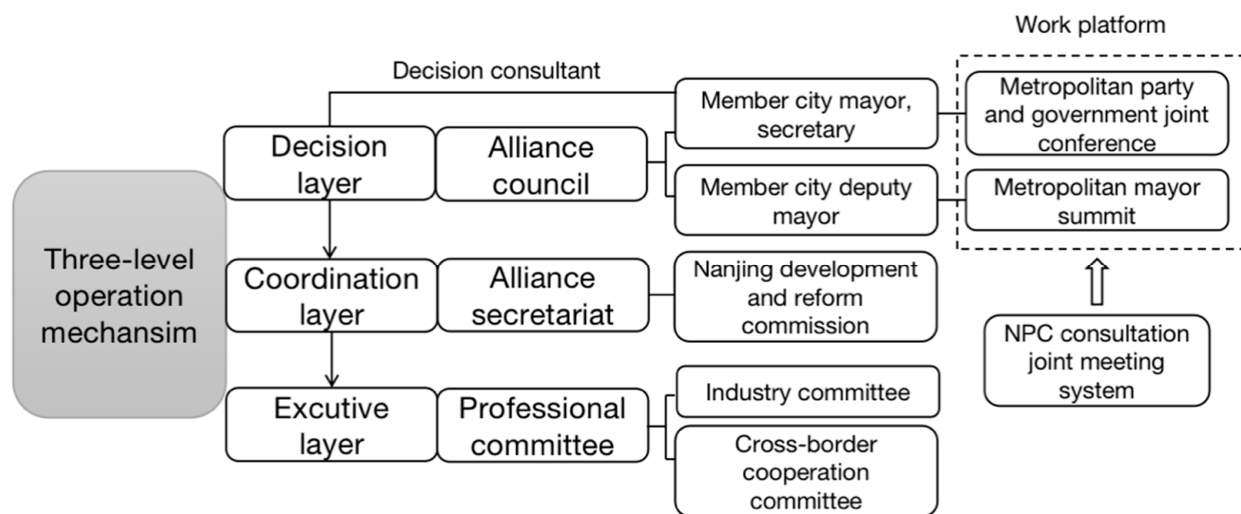 Work platform
Decision consultant
Member city mayor,
secretary
Metropolitan party
and government joint
conference
Decision
layer
Alliance
council
Member city deputy
mayor
Metropolitan mayor
summit
Three-level
operation
mechansim
Coordination
layer
Alliance
secretariat
Nanjing development
and reform
commission
NPC consultation
joint meeting
system
Excutive
layer
Professional
committee
Industry committee
Cross-border
cooperation
committee